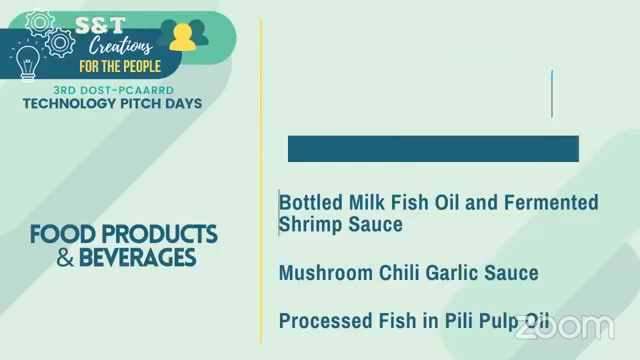 S&T
Creations
FOR THE PEOPLE
3RD DOST-PCAARRD
TECHNOLOGY PITCH DAYS
FOOD PRODUCTS
& BEVERAGES
Bottled Milk Fish Oil and Fermented
Shrimp Sauce
Mushroom Chili Garlic Sauce
Processed Fish in Pili Pulp Oil
zoom